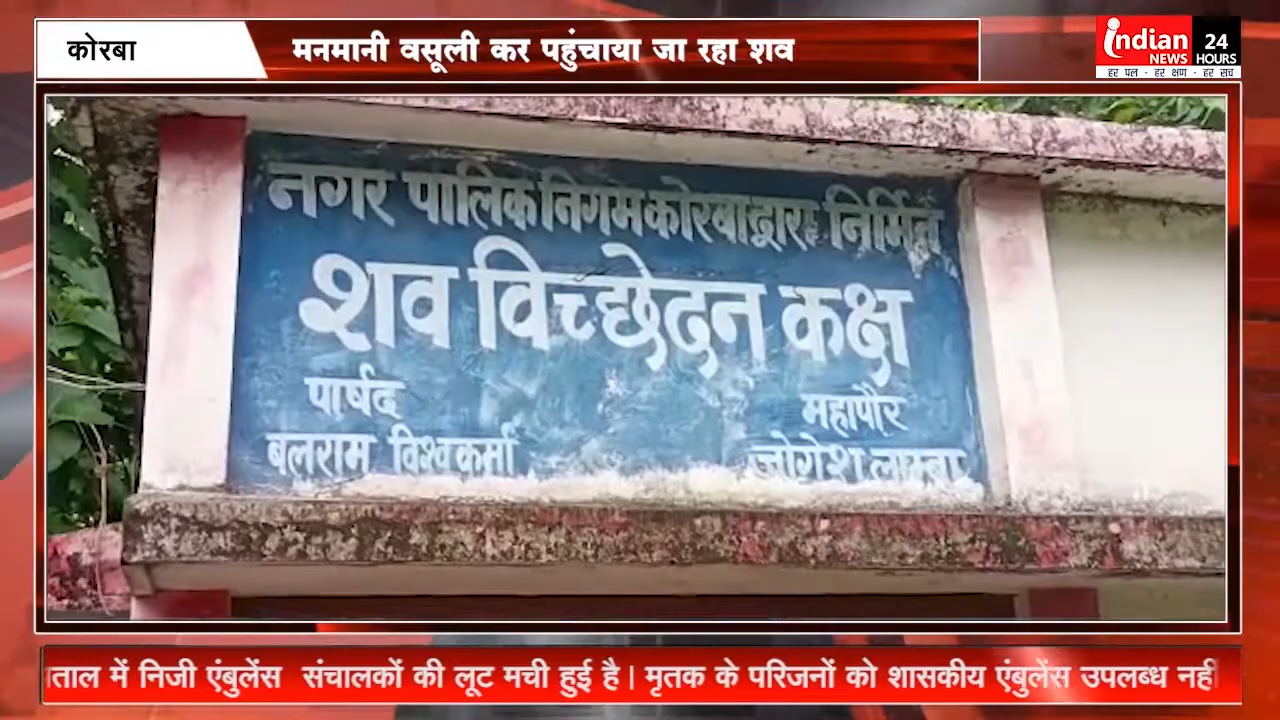 कोरबा
मनमानी वसूली कर पहुंचाया जा रहा शव
indian
NEWS
24
HOURS
हर पल - हर क्षण - हर सच
नगर पालिक निगम कोरबा द्वारा निर्मित
शव विच्छेदन कक्ष
पार्षद
महापौर
बलराम विश्वकर्मा
जोगेश लाम्बा
ताल में निजी एंबुलेंस संचालकों की लूट मची हुई है। मृतक के परिजनों को शासकीय एंबुलेंस उपलब्ध नहीं